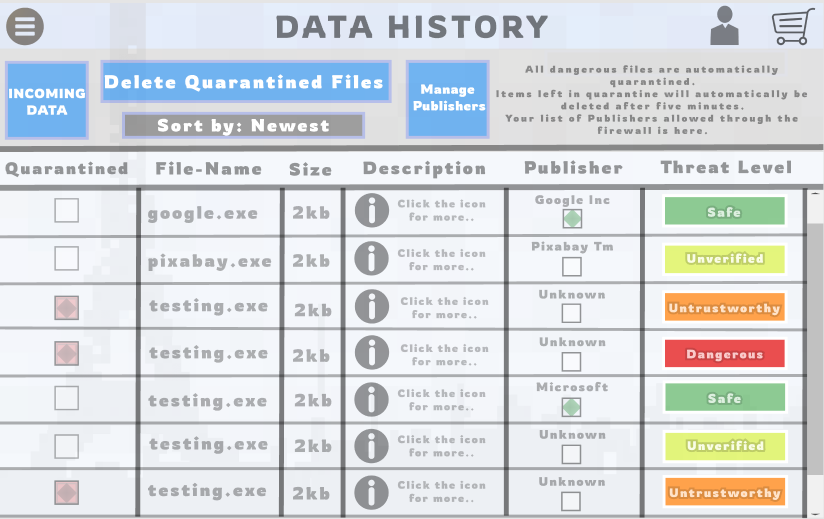 DATA HISTORY
INCOMING
DATA
Delete Quarantined Files
Sort by: Newest
Manage
Publishers
All dangerous files are automatically
quarantined.
Items left in quarantine will automatically be
deleted after five minutes.
Your list of Publishers allowed through the
firewall is here.
Quarantined File-Name Size Description Publisher Threat Level
google.exe 2kb i Click the icon
for more.. Google Inc Safe
pixabay.exe 2kb i Click the icon
for more.. Pixabay Tm Unverified
testing.exe 2kb i Click the icon
for more.. Unknown Untrustworthy
testing.exe 2kb i Click the icon
for more.. Unknown Dangerous
testing.exe 2kb i Click the icon
for more.. Microsoft Safe
testing.exe 2kb i Click the icon
for more.. Unknown Unverified
testing.exe 2kb i Click the icon
for more.. Unknown Untrustworthy